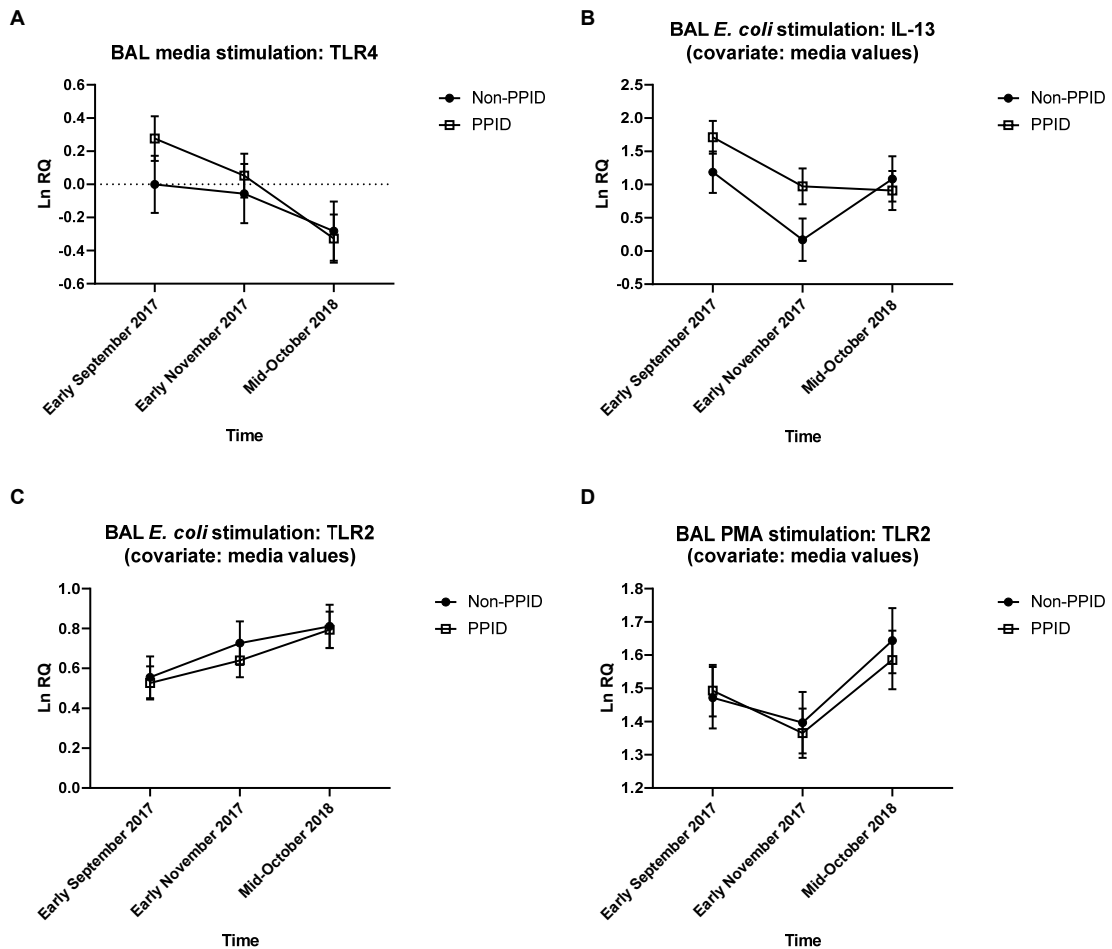 A
BAL media stimulation: TLR4
0.6
0.4
0.2
0.0
-0.2
-0.4
-0.6
Ln RQ
Non-PPID
PPID
Early September 2017
Early November 2017
Mid-October 2018
Time
B
BAL E. coli stimulation: IL-13
(covariate: media values)
2.5
2.0
1.5
1.0
0.5
0.0
-0.5
Ln RQ
Non-PPID
PPID
Early September 2017
Early November 2017
Mid-October 2018
Time
C
BAL E. coli stimulation: TLR2
(covariate: media values)
1.0
0.8
0.6
0.4
0.2
0.0
Ln RQ
Non-PPID
PPID
Early September 2017
Early November 2017
Mid-October 2018
Time
D
BAL PMA stimulation: TLR2
(covariate: media values)
1.8
1.7
1.6
1.5
1.4
1.3
1.2
Ln RQ
Non-PPID
PPID
Early September 2017
Early November 2017
Mid-October 2018
Time